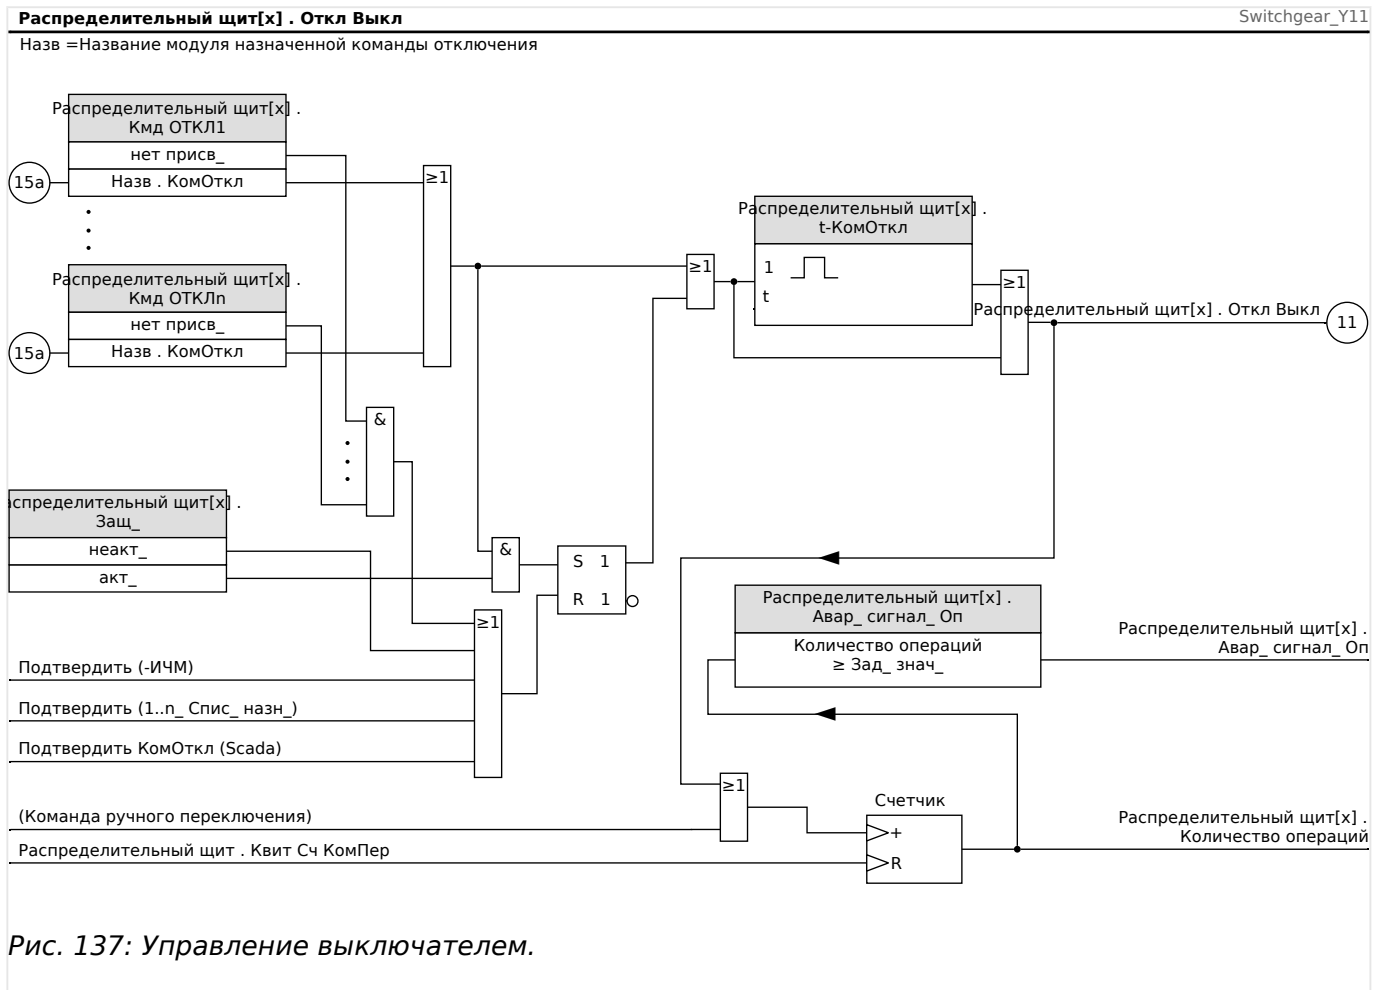 Распределительный щит[x] . Откл Выкл
Switchgear_Y11
Назв =Название модуля назначенной команды отключения
Распределительный щит[x] .
Кмд ОТКЛ1
нет присв_
15a
Назв . КомОткл
≥1
Распределительный щит[x] .
t-КомОткл
1
t
Распределительный щит[x] .
Кмд ОТКЛn
нет присв_
15a
Назв . КомОткл
≥1
≥1
Распределительный щит[x] . Откл Выкл
11
&
аспределительный щит[x] .
Защ_
неакт_
акт_
&
S 1
R 1
≥1
Распределительный щит[x] .
Авар_ сигнал_ Оп
Количество операций
≥ Зад_ знач_
Распределительный щит[x] .
Авар_ сигнал_ Оп
Подтвердить (-ИЧМ)
Подтвердить (1..n_ Спис_ назн_)
Подтвердить КомОткл (Scada)
≥1
(Команда ручного переключения)
Распределительный щит . Квит Сч КомПер
Счетчик
+
R
Распределительный щит[x] .
Количество операций
Рис. 137: Управление выключателем.